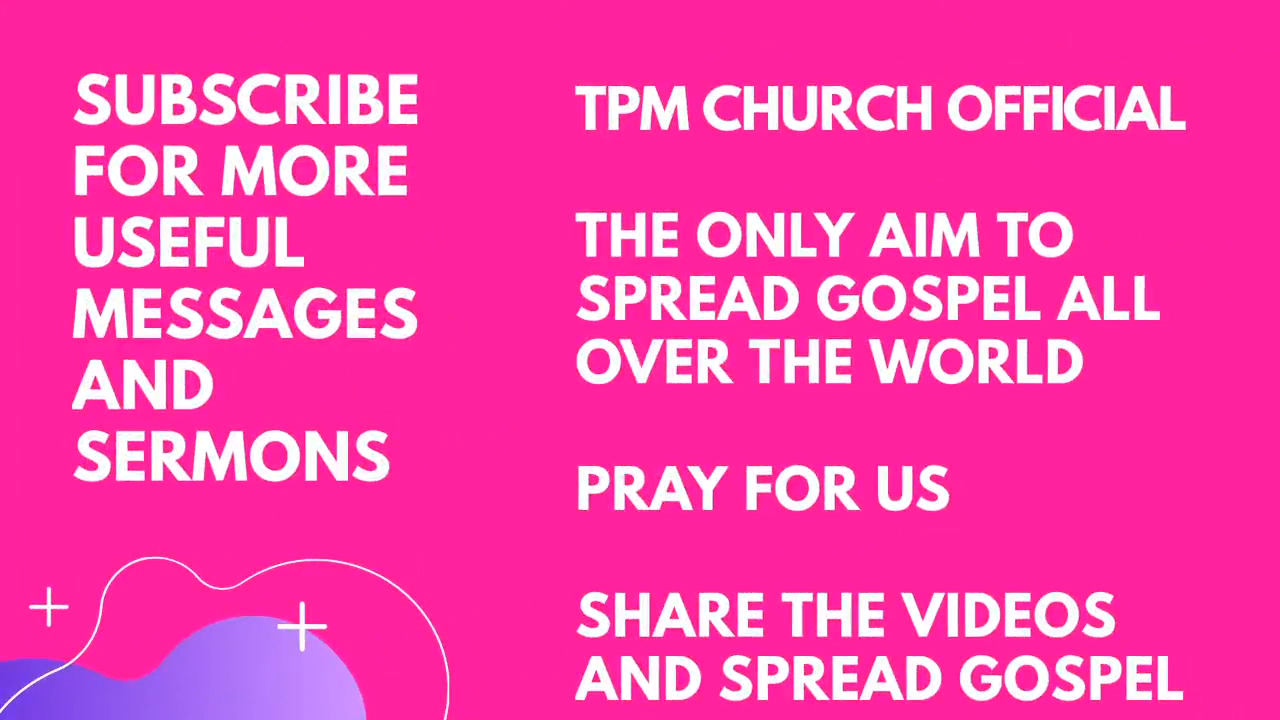 SUBSCRIBE
FOR MORE
USEFUL
MESSAGES
AND
SERMONS
TPM CHURCH OFFICIAL
THE ONLY AIM TO
SPREAD GOSPEL ALL
OVER THE WORLD
PRAY FOR US
SHARE THE VIDEOS
AND SPREAD GOSPEL